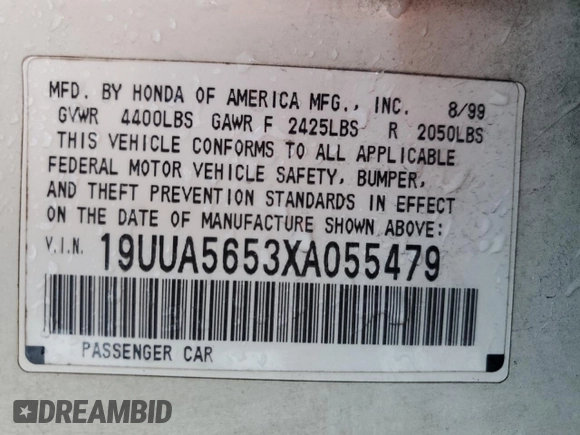 MFD. BY HONDA OF AMERICA MFG., INC. 8/99
GVWR 4400LBS GAWR F 2425LBS R 2050LBS
THIS VEHICLE CONFORMS TO ALL APPLICABLE
FEDERAL MOTOR VEHICLE SAFETY, BUMPER,
AND THEFT PREVENTION STANDARDS IN EFFECT
ON THE DATE OF MANUFACTURE SHOWN ABOVE:
V.I.N. 19UUA5653XA055479
PASSENGER CAR
DREAMBID